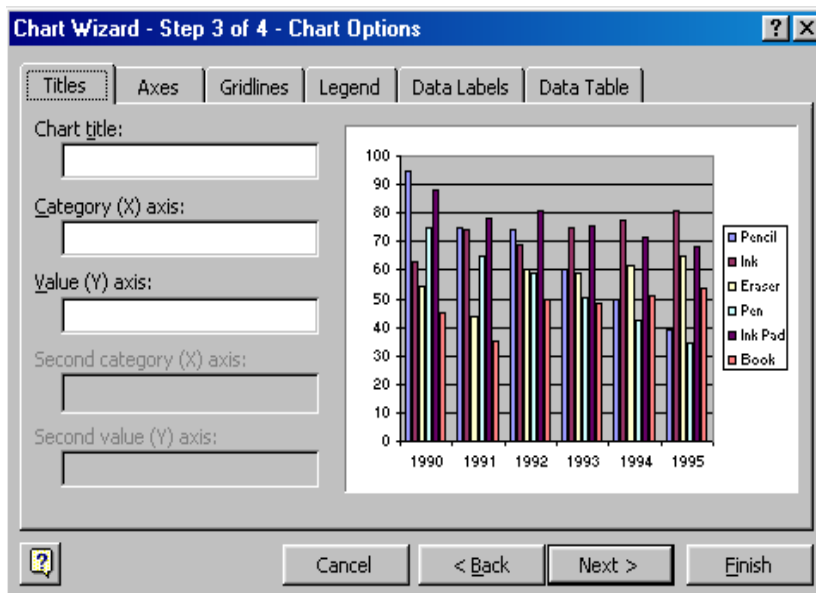 Chart Wizard - Step 3 of 4 - Chart Options
Titles Axes Gridlines Legend Data Labels Data Table
Chart title:
Category (X) axis:
Value (Y) axis:
Second category (X) axis:
Second value (Y) axis:
100
90
80
70
60
50
40
30
20
10
0
1990 1991 1992 1993 1994 1995
Pencil
Ink
Eraser
Pen
Ink Pad
Book
Cancel < Back Next > Finish